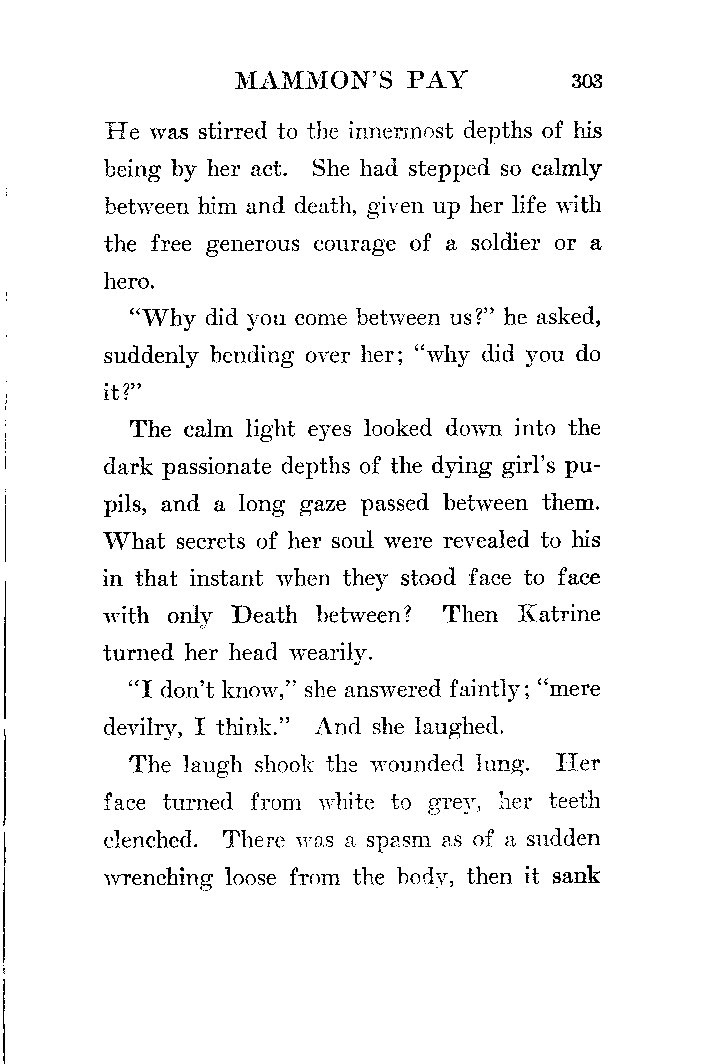 MAMMON'S PAY 303
He was stirred to the innermost depths of his
being by her act. She had stepped so calmly
between him and death, given up her life with
the free generous courage of a soldier or a
hero.
“Why did you come between us?” he asked,
suddenly bending over her; “why did you do
it?”
The calm light eyes looked down into the
dark passionate depths of the dying girl's pu-
pils, and a long gaze passed between them.
What secrets of her soul were revealed to his
in that instant when they stood face to face
with only Death between? Then Katrine
turned her head wearily.
“I don't know,” she answered faintly; “mere
devilry, I think.” And she laughed.
The laugh shook the wounded lung. Her
face turned from white to grey, her teeth
clenched. There was a spasm as of a sudden
wrenching loose from the body, then it sank